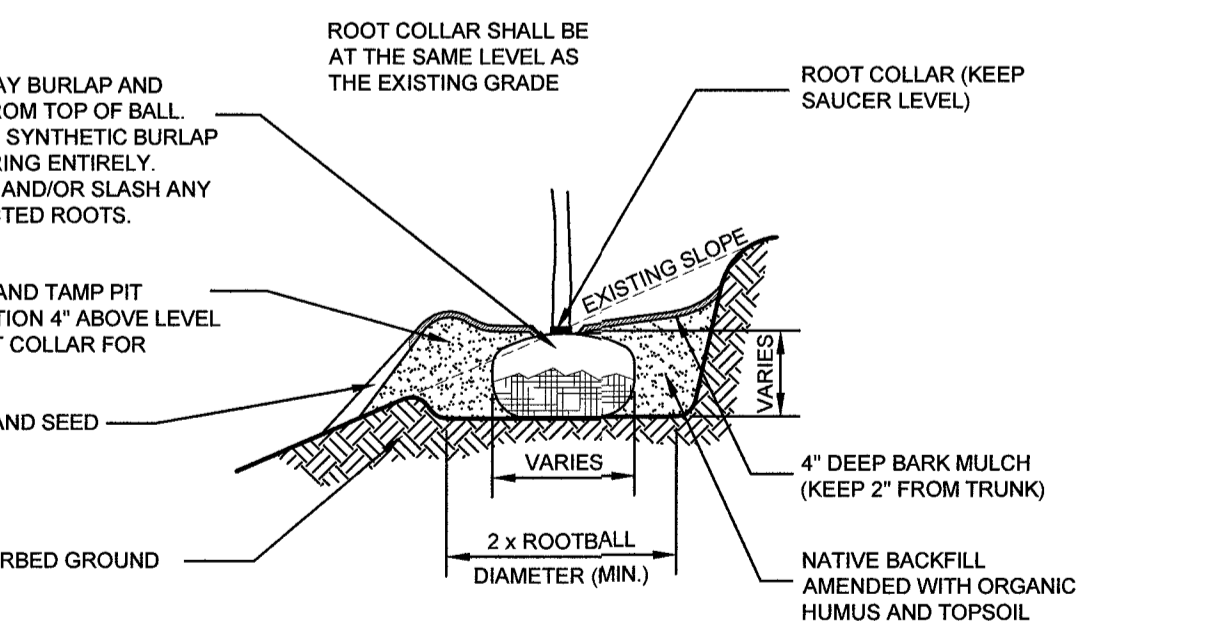 ROOT COLLAR SHALL BE
AT THE SAME LEVEL AS
THE EXISTING GRADE
AY BURLAP AND
ROM TOP OF BALL.
SYNTHETIC BURLAP
RING ENTIRELY.
AND/OR SLASH ANY
CTED ROOTS.
ROOT COLLAR (KEEP
SAUCER LEVEL)
EXISTING SLOPE
AND TAMP PIT
TION 4" ABOVE LEVEL
T COLLAR FOR
AND SEED
VARIES
VARIES
4" DEEP BARK MULCH
(KEEP 2" FROM TRUNK)
2 x ROOTBALL
DIAMETER (MIN.)
RBED GROUND
NATIVE BACKFILL
AMENDED WITH ORGANIC
HUMUS AND TOPSOIL